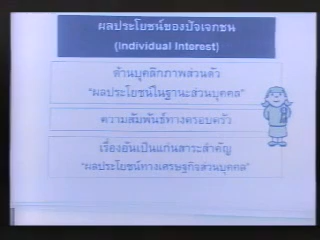 ผลประโยชน์ของปัจเจกชน
(Individual Interest)
ด้านบุคลิกภาพส่วนตัว
"ผลประโยชน์ในฐานะส่วนบุคคล"
ความสัมพันธ์ทางครอบครัว
เรื่องอันเป็นแก่นสาระสำคัญ
"ผลประโยชน์ทางเศรษฐกิจส่วนบุคคล"